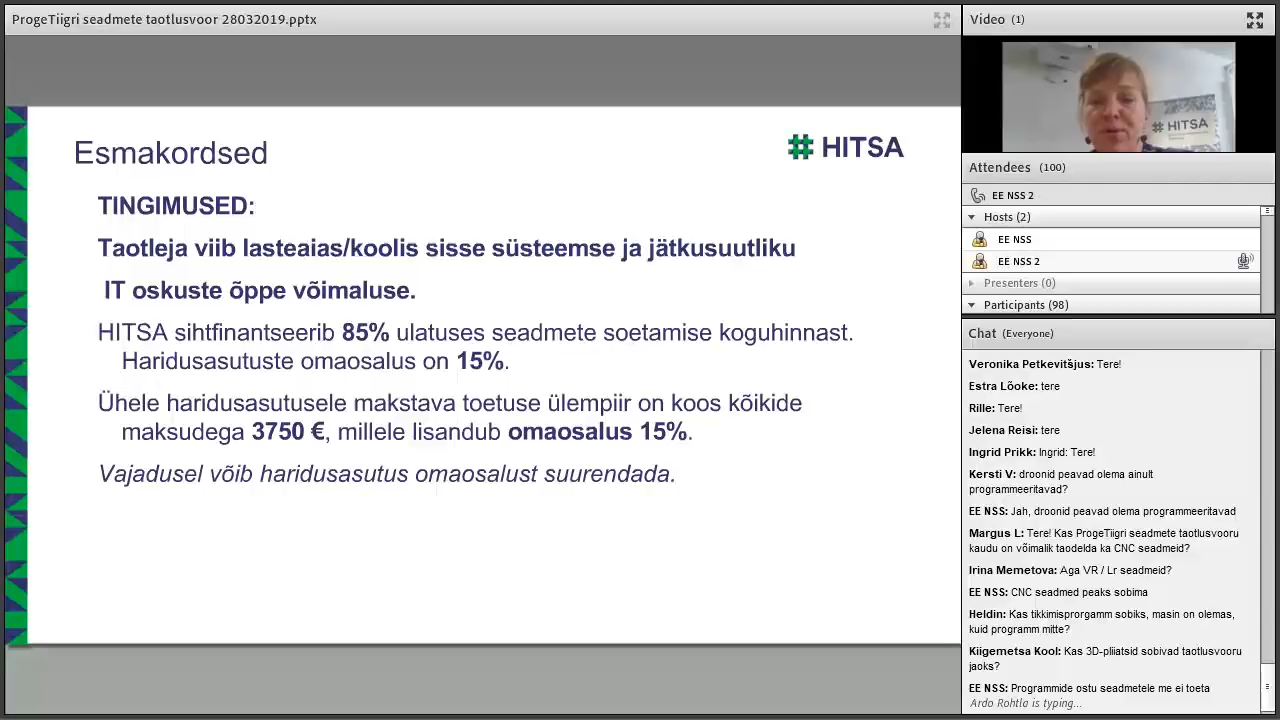 ProgeTiigri seadmete taotlusvoor 28032019.pptx
Esmakordsed
HITSA
TINGIMUSED:
Taotleja viib lasteaias/koolis sisse süsteemse ja jätkusuutliku
IT oskuste õppe võimaluse.
HITSA sihtfinantseerib 85% ulatuses seadmete soetamise koguhinnast.
Haridusasutuste omaosalus on 15%.
Ühele haridusasutusele makstava toetuse ülempiir on koos kõikide
maksudega 3750 €, millele lisandub omaosalus 15%.
Vajadusel võib haridusasutus omaosalust suurendada.
Video (1)
HITSA
Attendees (100)
EE NSS 2
Hosts (2)
EE NSS
EE NSS 2
Presenters (0)
Participants (98)
Chat (Everyone)
Veronika Petkevitšjus: Tere!
Estra Lõoke: tere
Rille: Tere!
Jelena Reisi: tere
Ingrid Prikk: Ingrid: Tere!
Kersti V: droonid peavad olema ainult
programmeeritavad?
EE NSS: Jah, droonid peavad olema programmeeritavad
Margus L: Tere! Kas ProgeTiigri seadmete taotlusvooru
kaudu on võimalik taodelda ka CNC seadmeid?
Irina Memetova: Aga VR / Lr seadmeid?
EE NSS: CNC seadmed peaks sobima
Heldin: Kas tikkimisprorgamm sobiks, masin on olemas,
kuid programm mitte?
Kiigemetsa Kool: Kas 3D-pliiatsid sobivad taotlusvooru
jaoks?
EE NSS: Programmide ostu seadmetele me ei toeta
Ardo Rohtla is typing...